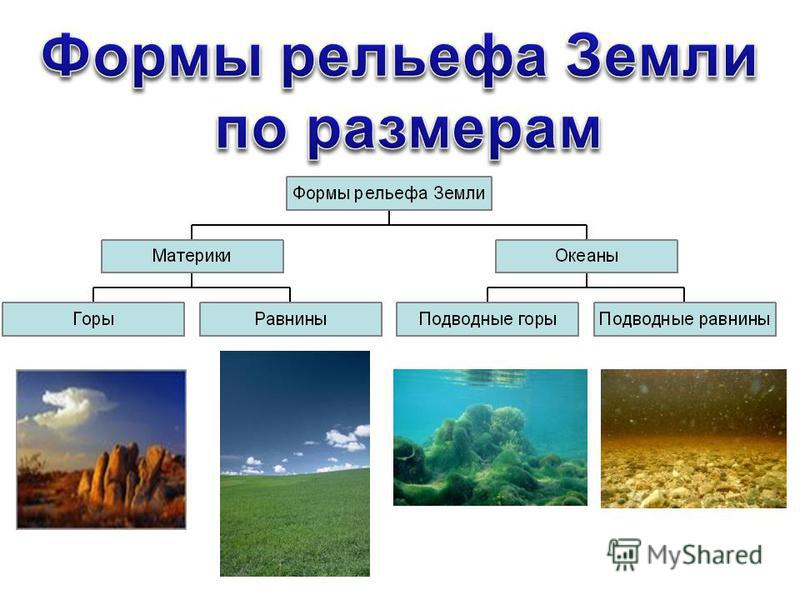 Формы рельефа Земли
по размерам
Формы рельефа Земли
Материки
Океаны
Горы
Равнины
Подводные горы
Подводные равнины
MyShared